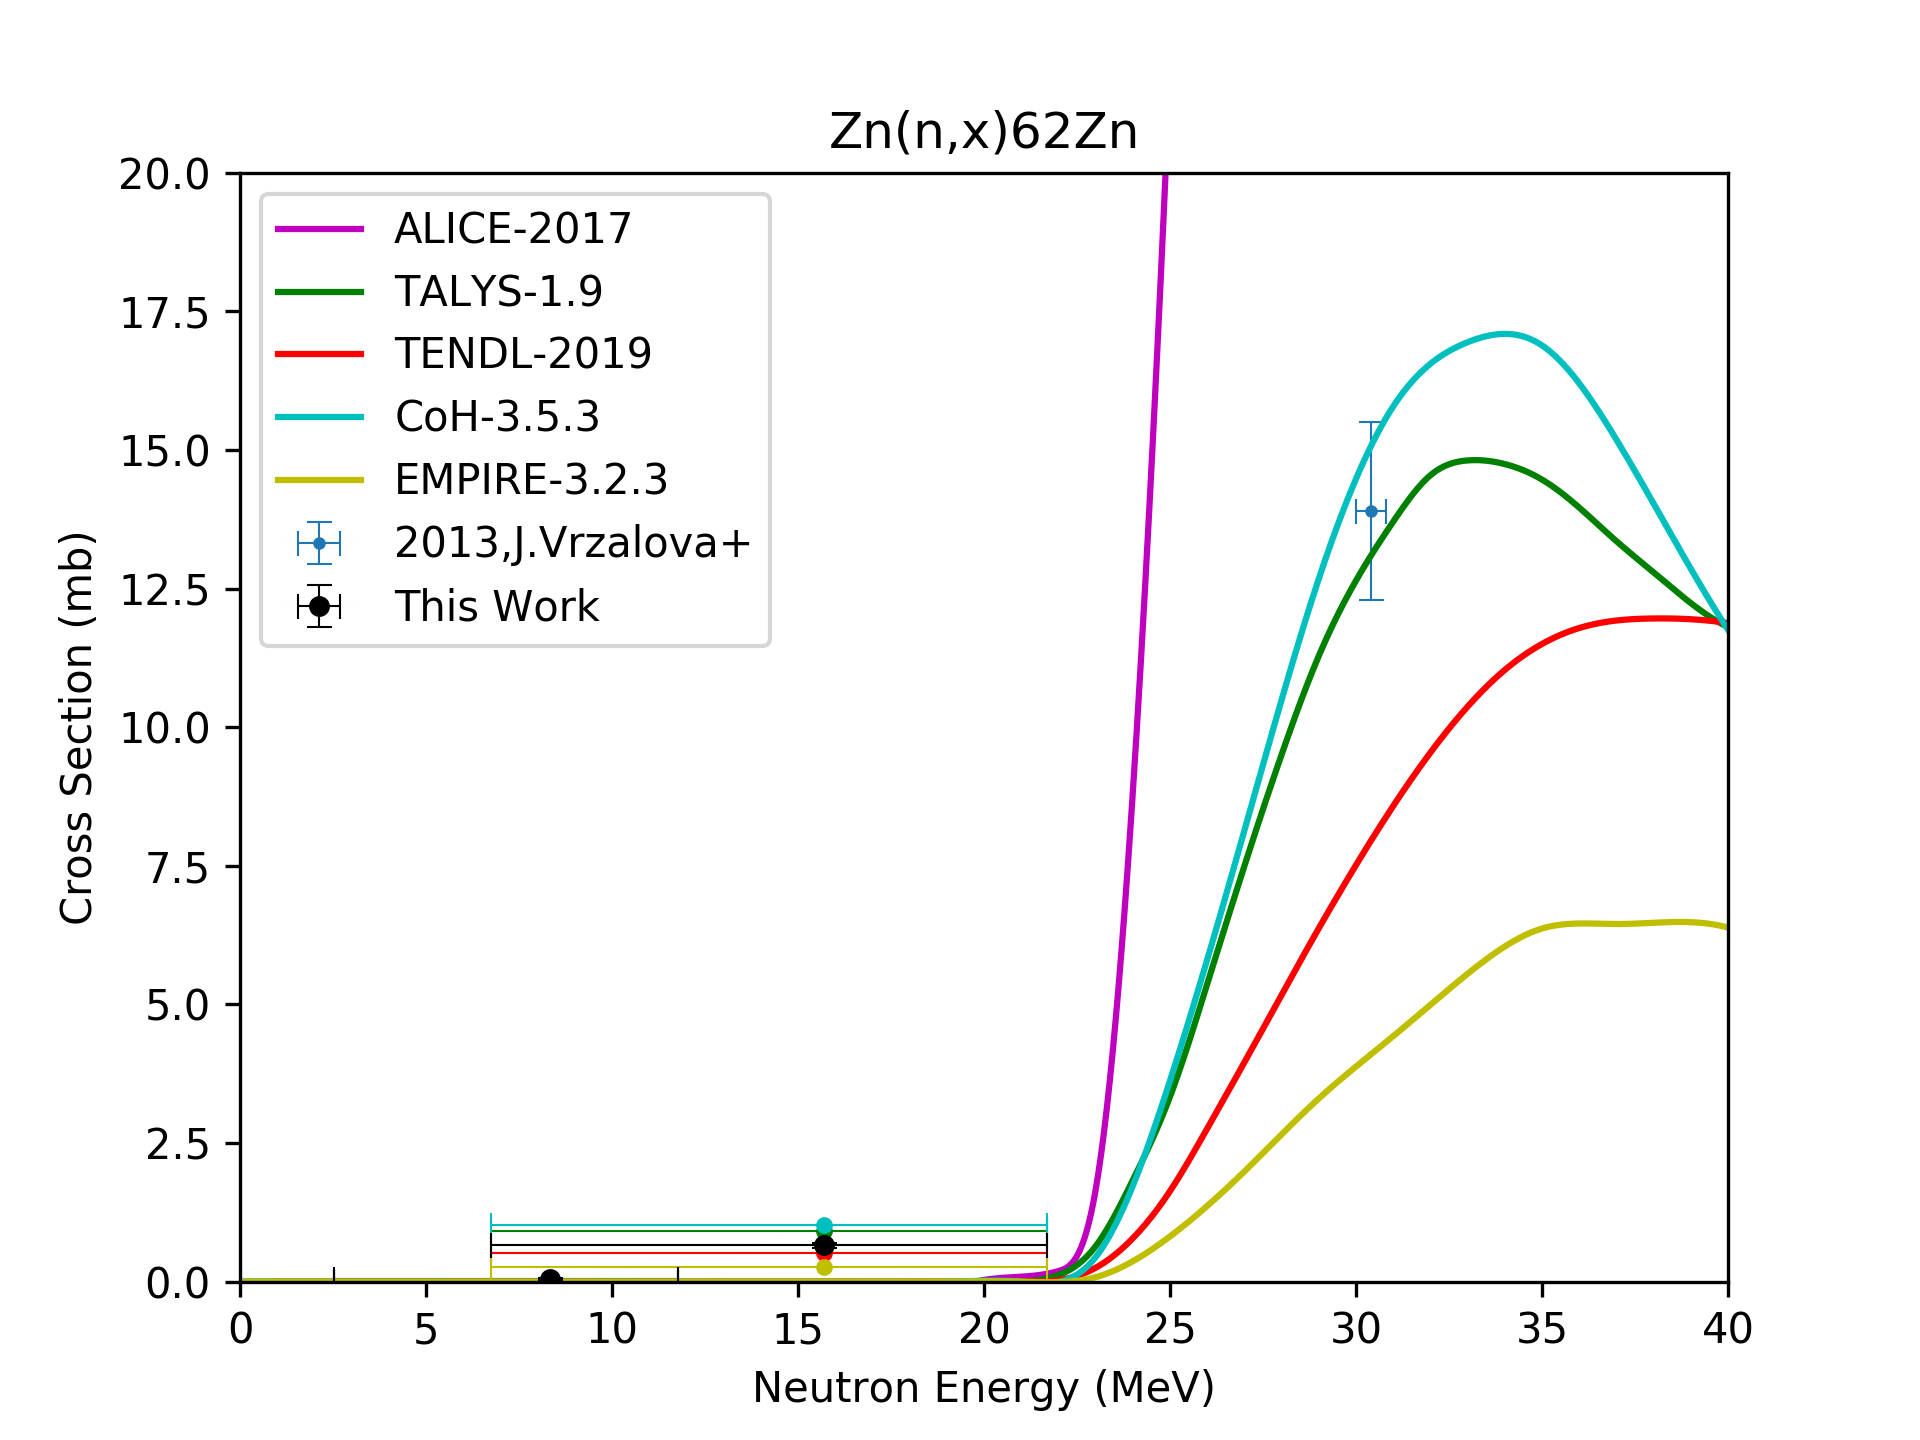 Zn(n,x)62Zn
20.0
17.5
15.0
12.5
10.0
7.5
5.0
2.5
0.0
Cross Section (mb)
ALICE-2017
TALYS-1.9
TENDL-2019
CoH-3.5.3
EMPIRE-3.2.3
2013,J.Vrzalova+
This Work
0 5 10 15 20 25 30 35 40
Neutron Energy (MeV)